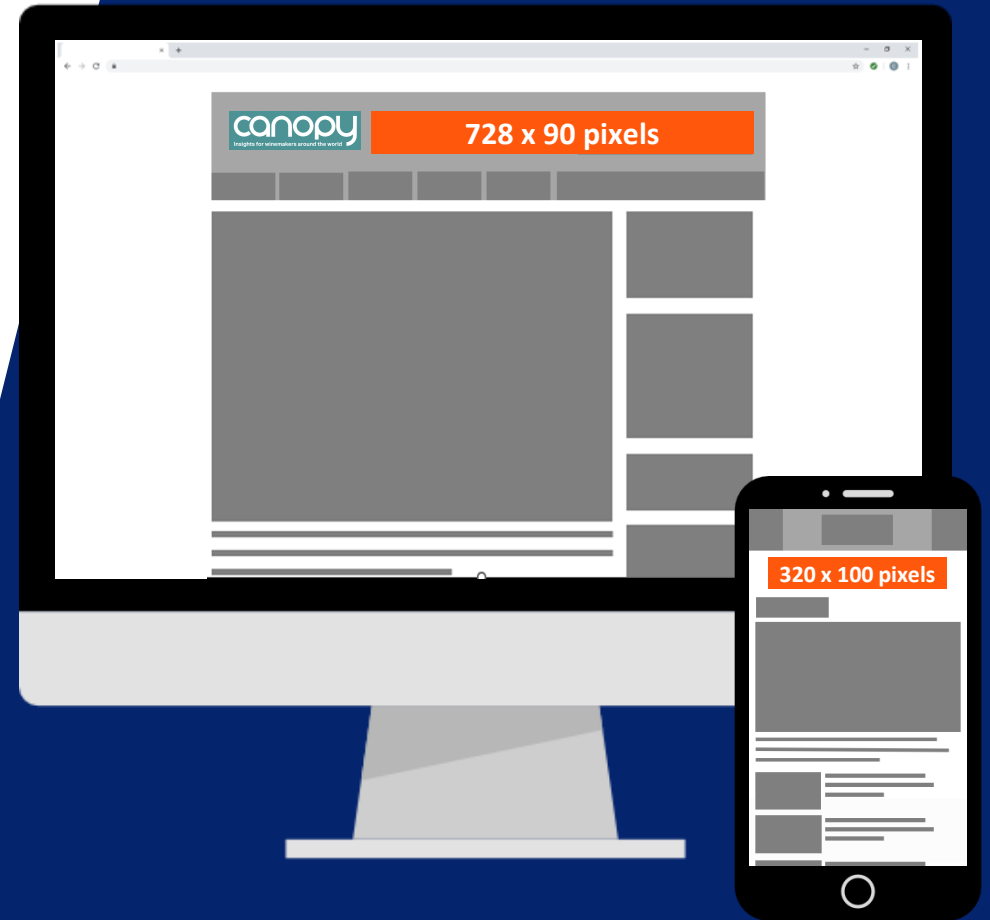 canopy
Insights for winemakers around the world
728 x 90 pixels
320 x 100 pixels